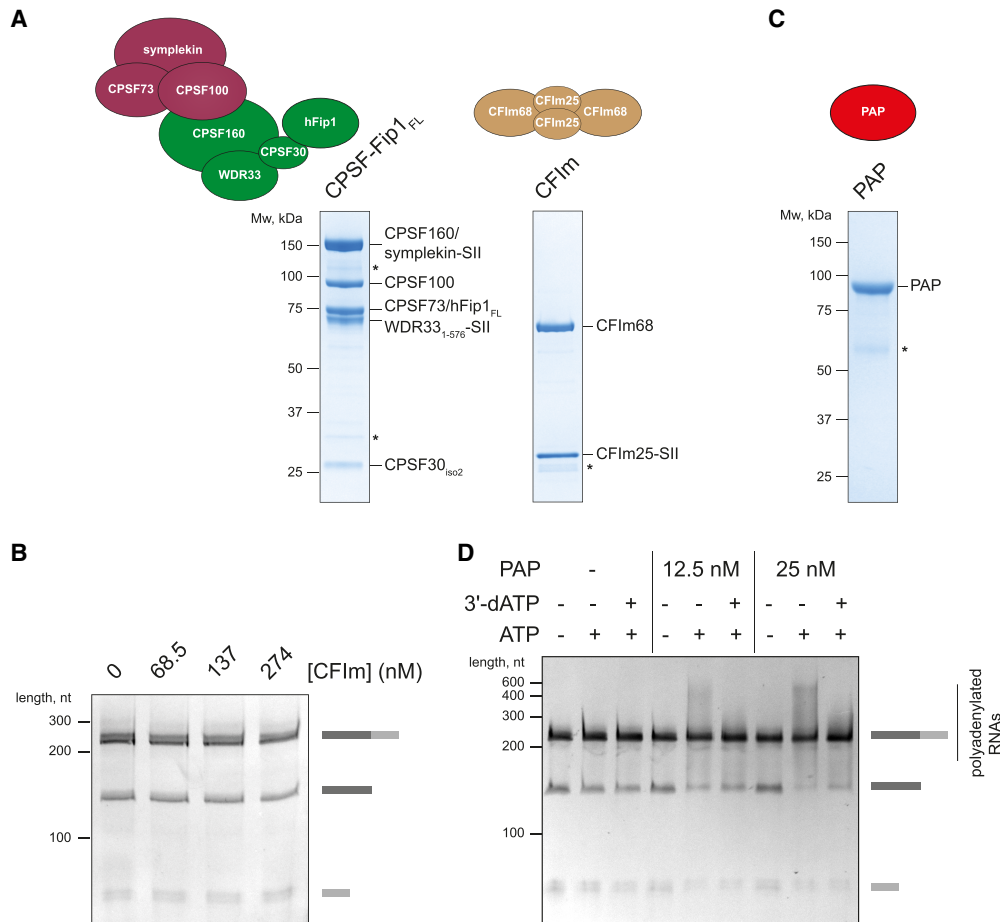 A
symplekin
CPSF73
CPSF100
CPSF160
hFip1
CPSF30
WDR33
CPSF-Fip1FL
Mw, kDa
150
100
75
50
37
25
CPSF160/
symplekin-SII
*
CPSF100
CPSF73/hFip1FL
WDR331-576-SII
*
CPSF30iso2
CFIm68
CFIm25
CFIm25
CFIm68
CFIm
CFIm68
CFIm25-SII
*
C
PAP
PAP
Mw, kDa
150
100
75
50
37
25
PAP
*
B
0 68.5 137 274 [CFIm] (nM)
length, nt
300
200
100
D
PAP - 12.5 nM 25 nM
3'-dATP - - + - - + - - +
ATP - + + - + + - + +
length, nt
600
400
300
200
100
polyadenylated
RNAs